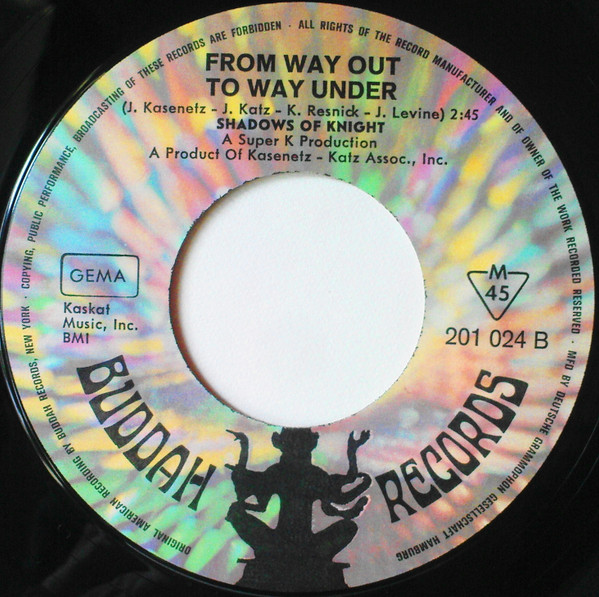 FROM WAY OUT
TO WAY UNDER
(J. Kasenetz - J. Katz - K. Resnick - J. Levine) 2:45
SHADOWS OF KNIGHT
A Super K Production
A Product Of Kasenetz - Katz Assoc., Inc.
GEMA
Kaskat
Music, Inc.
BMI
M
45
201 024 B
BUDDAH RECORDS
ORIGINAL AMERICAN RECORDING BY BUDDAH RECORDS, NEW YORK · COPYING, PUBLIC PERFORMANCE, BROADCASTING OF THESE RECORDS ARE FORBIDDEN · ALL RIGHTS OF THE RECORD MANUFACTURER AND OF OWNER OF THE WORK RECORDED RESERVED · MFD BY DEUTSCHE GRAMMOPHON GESELLSCHAFT HAMBURG